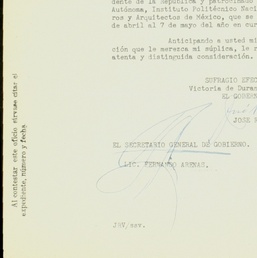 dente de la República y patrocinado
Autónoma, Instituto Politécnico Naci
ros y Arquitectos de México, que se
de abril al 7 de mayo del año en cur
Anticipando a usted mi
ción que le merezca mi súplica, le r
atenta y distinguida consideración.
SUFRAGIO EFEC
Victoria de Duran
EL GOBER
JOSE R
EL SECRETARIO GENERAL DE GOBIERNO.
LIC. FERNANDO ARENAS.
Al contestar este oficio sírvase citar el
expediente, número y fecha.